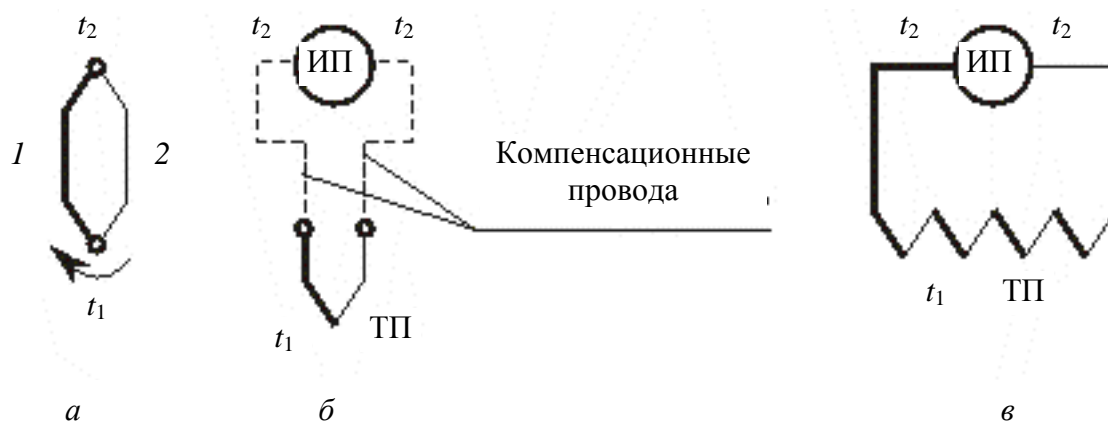 t₂
1
2
t₁
а
t₂
ИП
t₂
Компенсационные
провода
t₁
ТП
б
t₂
ИП
t₂
t₁
ТП
в